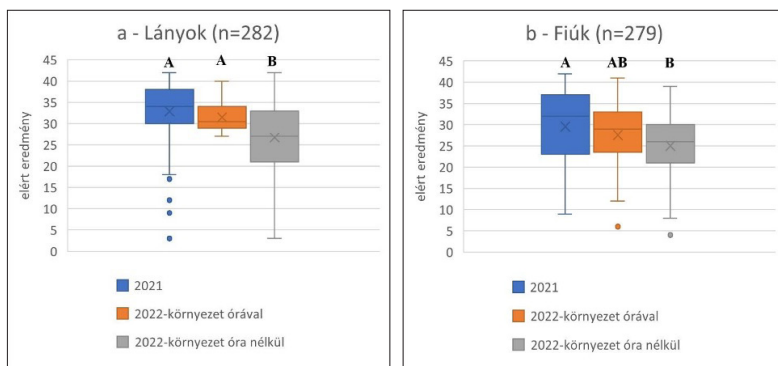 a - Lányok (n=282)
A A B
45
40
35
30
25
20
15
10
5
0
elért eredmény
2021
2022-környezet órával
2022-környezet óra nélkül
b - Fiúk (n=279)
A AB B
45
40
35
30
25
20
15
10
5
0
elért eredmény
2021
2022-környezet órával
2022-környezet óra nélkül